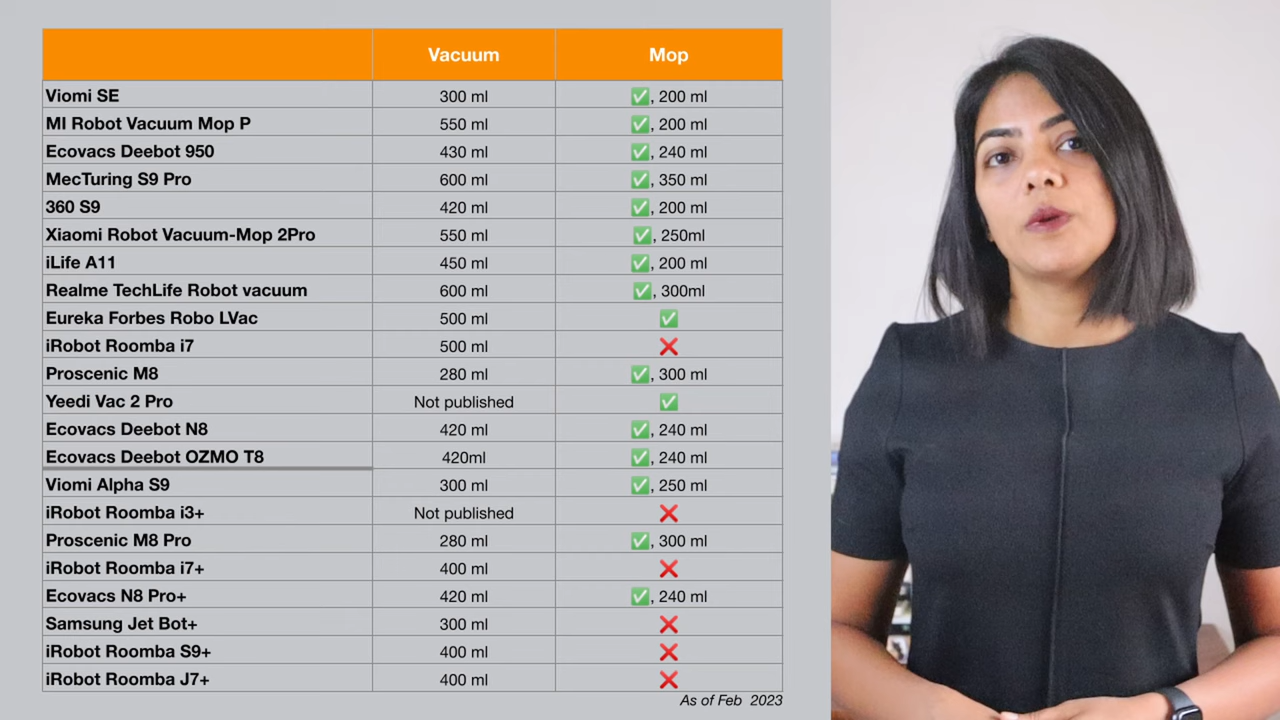 Vacuum Mop
Viomi SE 300 ml ✅, 200 ml
MI Robot Vacuum Mop P 550 ml ✅, 200 ml
Ecovacs Deebot 950 430 ml ✅, 240 ml
MecTuring S9 Pro 600 ml ✅, 350 ml
360 S9 420 ml ✅, 200 ml
Xiaomi Robot Vacuum-Mop 2Pro 550 ml ✅, 250ml
iLife A11 450 ml ✅, 200 ml
Realme TechLife Robot vacuum 600 ml ✅, 300ml
Eureka Forbes Robo LVac 500 ml ✅
iRobot Roomba i7 500 ml ❌
Proscenic M8 280 ml ✅, 300 ml
Yeedi Vac 2 Pro Not published ✅
Ecovacs Deebot N8 420 ml ✅, 240 ml
Ecovacs Deebot OZMO T8 420ml ✅, 240 ml
Viomi Alpha S9 300 ml ✅, 250 ml
iRobot Roomba i3+ Not published ❌
Proscenic M8 Pro 280 ml ✅, 300 ml
iRobot Roomba i7+ 400 ml ❌
Ecovacs N8 Pro+ 420 ml ✅, 240 ml
Samsung Jet Bot+ 300 ml ❌
iRobot Roomba S9+ 400 ml ❌
iRobot Roomba J7+ 400 ml ❌
As of Feb 2023